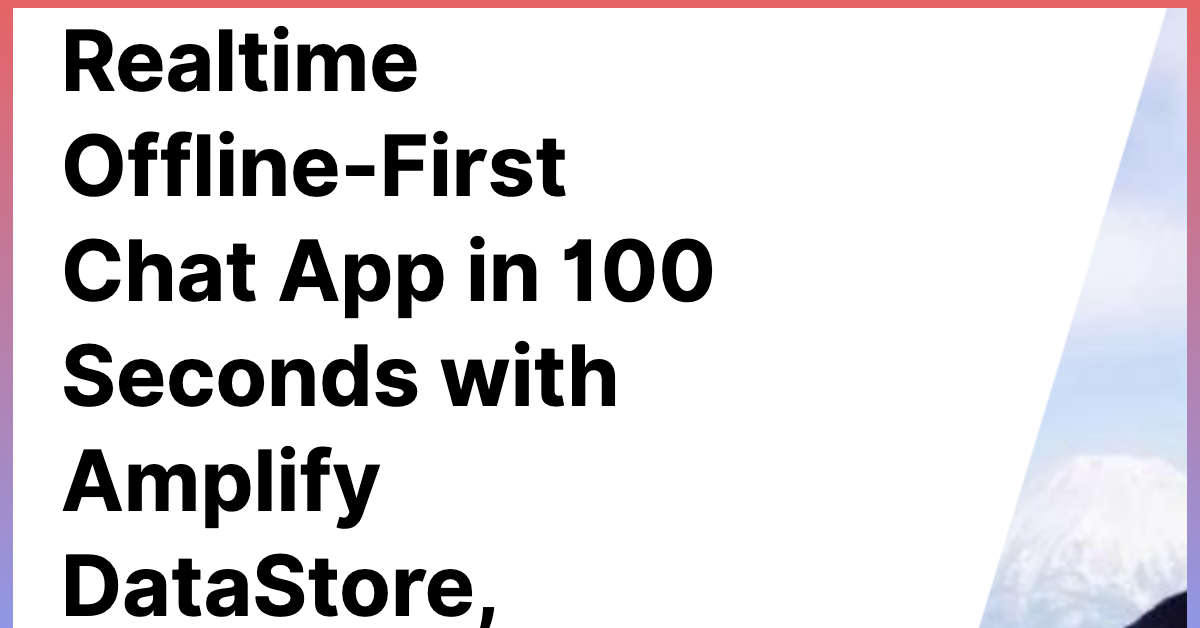 Realtime
Offline-First
Chat App in 100
Seconds with
Amplify
DataStore,